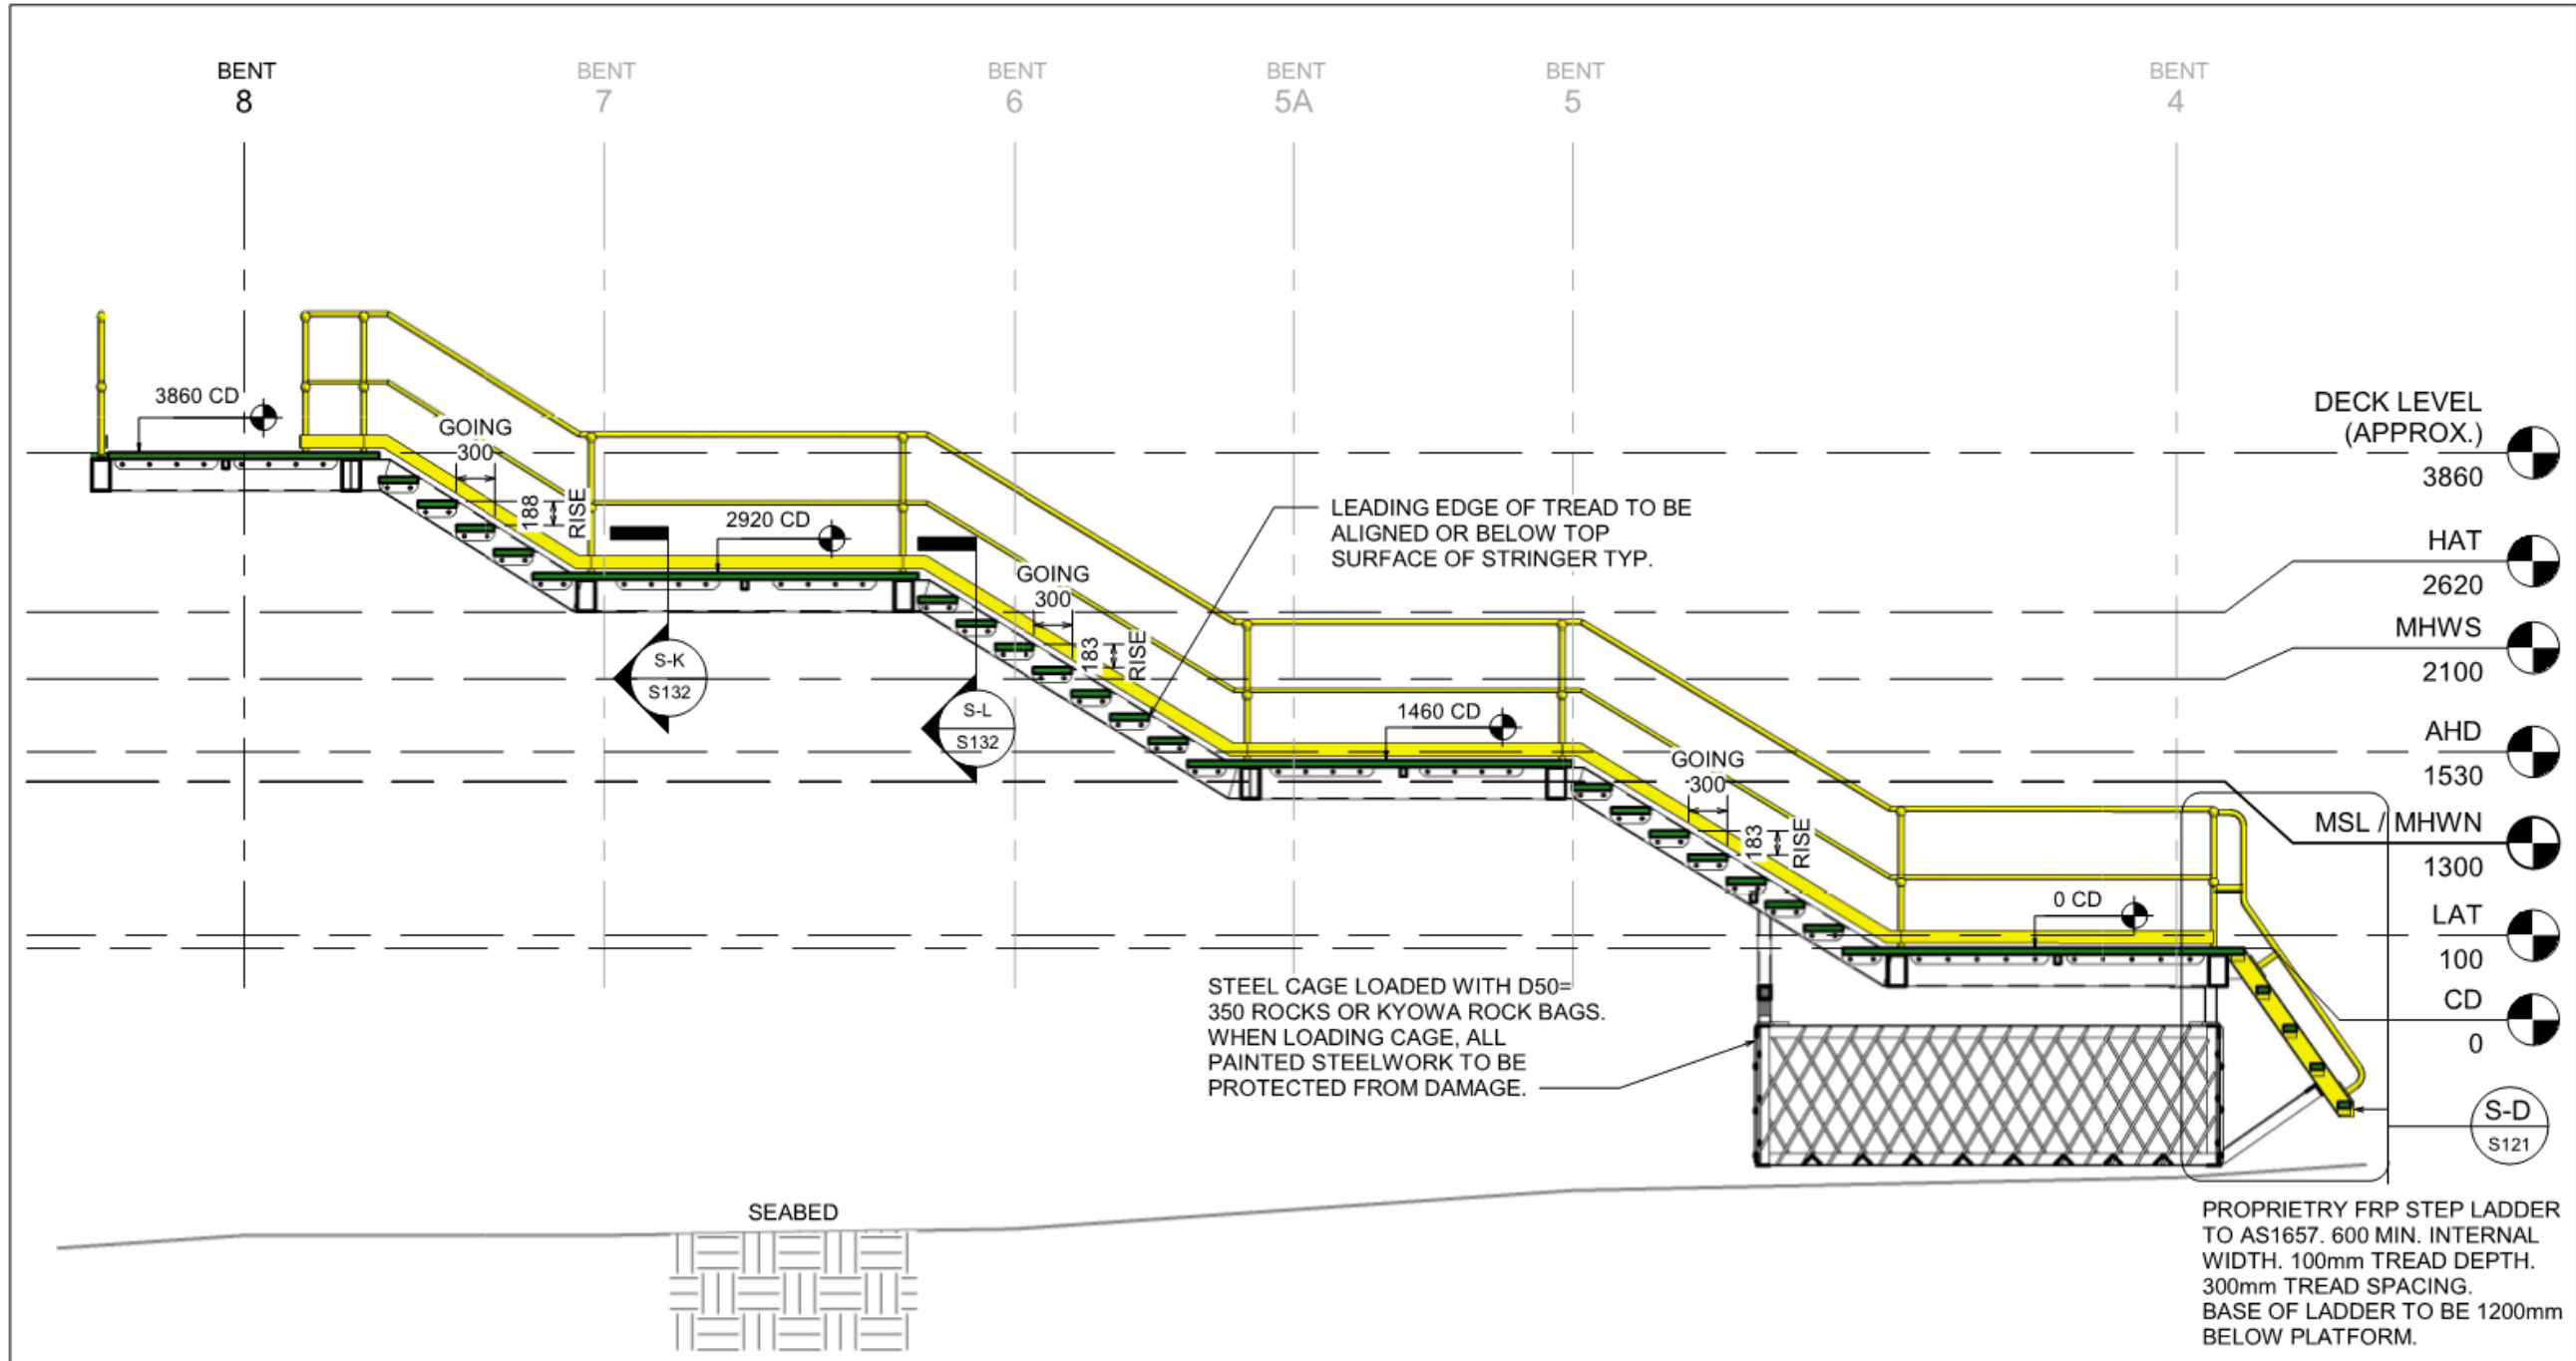 BENT
8
BENT
7
BENT
6
BENT
5A
BENT
5
BENT
4
3860 CD
GOING
300
188
RISE
2920 CD
GOING
300
183
RISE
LEADING EDGE OF TREAD TO BE
ALIGNED OR BELOW TOP
SURFACE OF STRINGER TYP.
1460 CD
GOING
300
183
RISE
0 CD
S-K
S132
S-L
S132
DECK LEVEL
(APPROX.)
3860
HAT
2620
MHWS
2100
AHD
1530
MSL / MHWN
1300
LAT
100
CD
0
STEEL CAGE LOADED WITH D50=
350 ROCKS OR KYOWA ROCK BAGS.
WHEN LOADING CAGE, ALL
PAINTED STEELWORK TO BE
PROTECTED FROM DAMAGE.
S-D
S121
SEABED
PROPRIETRY FRP STEP LADDER
TO AS1657. 600 MIN. INTERNAL
WIDTH. 100mm TREAD DEPTH.
300mm TREAD SPACING.
BASE OF LADDER TO BE 1200mm
BELOW PLATFORM.